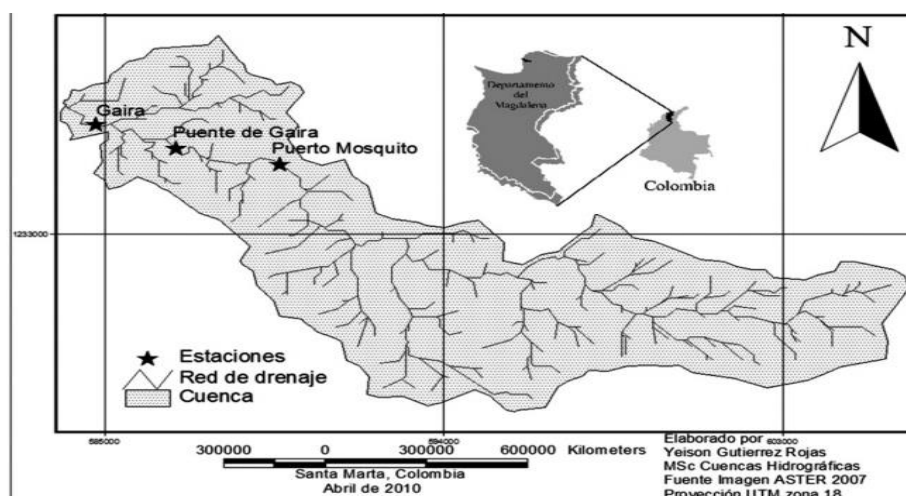 N
Departamento
del
Magdalena
Colombia
Gaira
Puente de Gaira
Puerto Mosquito
1233000
Estaciones
Red de drenaje
Cuenca
585000
594000
603000
300000 0 300000 600000 Kilometers
Santa Marta, Colombia
Abril de 2010
Elaborado por
Yeison Gutierrez Rojas
MSc Cuencas Hidrográficas
Fuente Imagen ASTER 2007
Proyección UTM zona 18